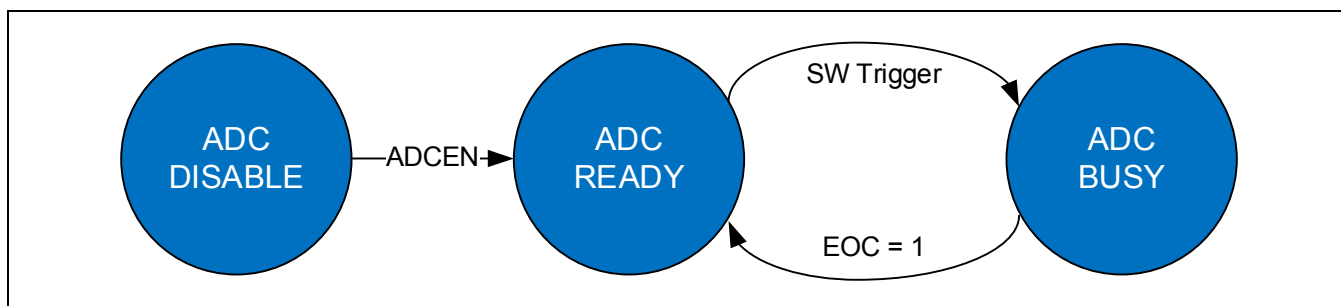 ADC
DISABLE
ADCEN
ADC
READY
SW Trigger
EOC = 1
ADC
BUSY